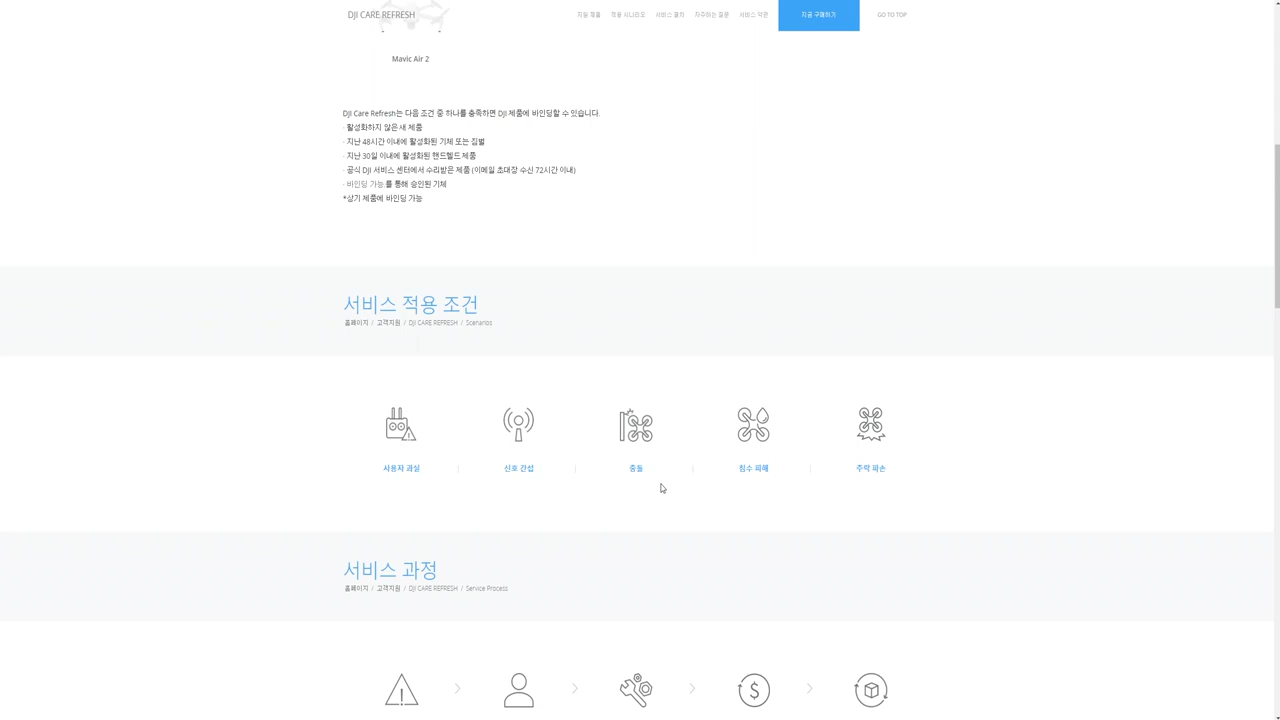 DJI CARE REFRESH
지원 제품 적용 시나리오 서비스 절차 자주하는 질문 서비스 약관 지금 구매하기 GO TO TOP
Mavic Air 2
DJI Care Refresh는 다음 조건 중 하나를 충족하면 DJI 제품에 바인딩할 수 있습니다.
· 활성화하지 않은 새 제품
· 지난 48시간 이내에 활성화된 기체 또는 짐벌
· 지난 30일 이내에 활성화된 핸드헬드 제품
· 공식 DJI 서비스 센터에서 수리받은 제품 (이메일 초대장 수신 72시간 이내)
· 바인딩 가능.를 통해 승인된 기체
*상기 제품에 바인딩 가능
서비스 적용 조건
홈페이지 / 고객지원 / DJI CARE REFRESH / Scenarios
사용자 과실 신호 간섭 충돌 침수 피해 추락 파손
서비스 과정
홈페이지 / 고객지원 / DJI CARE REFRESH / Service Process